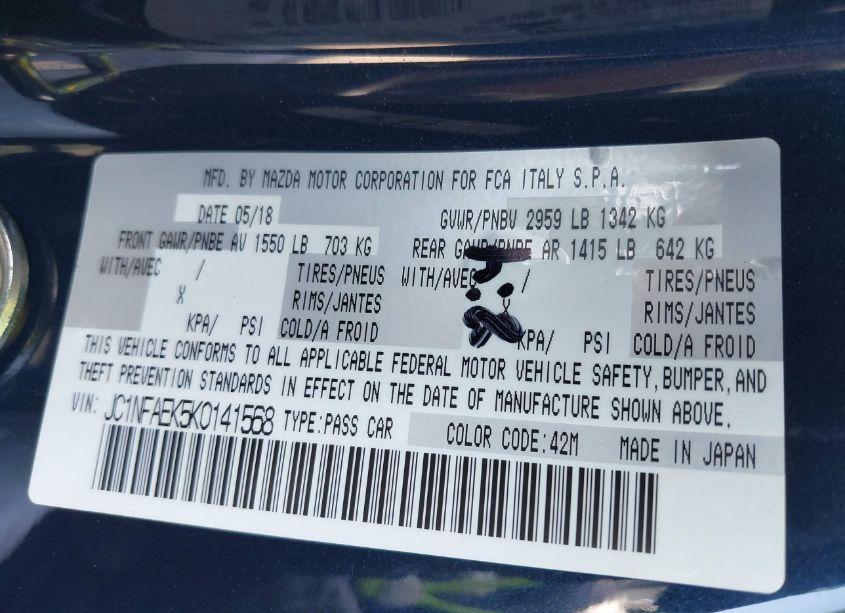 MFD. BY MAZDA MOTOR CORPORATION FOR FCA ITALY S.P.A.
DATE 05/18 GVWR/PNBV 2959 LB 1342 KG
FRONT GAWR/PNBE AV 1550 LB 703 KG REAR GAWR/PNBE AR 1415 LB 642 KG
WITH/AVEC / TIRES/PNEUS WITH/AVEC / TIRES/PNEUS
X RIMS/JANTES RIMS/JANTES
KPA/ PSI COLD/A FROID KPA/ PSI COLD/A FROID
THIS VEHICLE CONFORMS TO ALL APPLICABLE FEDERAL MOTOR VEHICLE SAFETY, BUMPER, AND
THEFT PREVENTION STANDARDS IN EFFECT ON THE DATE OF MANUFACTURE SHOWN ABOVE.
VIN: JC1NFAEK5K0141568 TYPE:PASS CAR COLOR CODE:42M MADE IN JAPAN